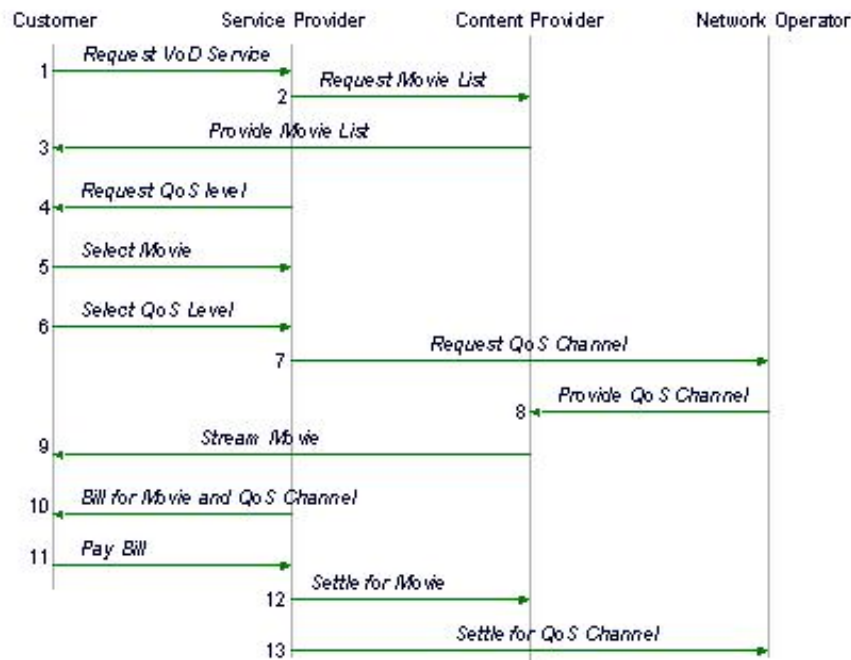 Customer Service Provider Content Provider Network Operator
Request VoD Service
1
Request Movie List
2
Provide Movie List
3
Request QoS level
4
Select Movie
5
Select QoS Level
6
Request QoS Channel
7
Provide QoS Channel
8
Stream Movie
9
Bill for Movie and QoS Channel
10
Pay Bill
11
Settle for Movie
12
Settle for QoS Channel
13